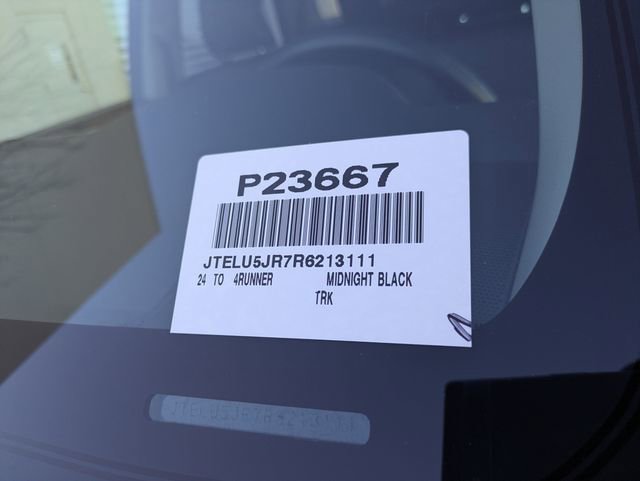 P23667
JTELU5JR7R6213111
24 TO 4RUNNER MIDNIGHT BLACK
TRK